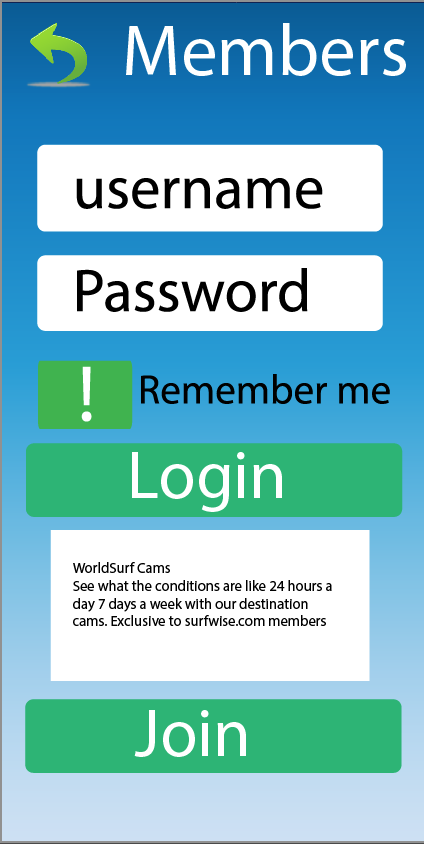 Members
username
Password
! Remember me
Login
WorldSurf Cams
See what the conditions are like 24 hours a
day 7 days a week with our destination
cams. Exclusive to surfwise.com members
Join